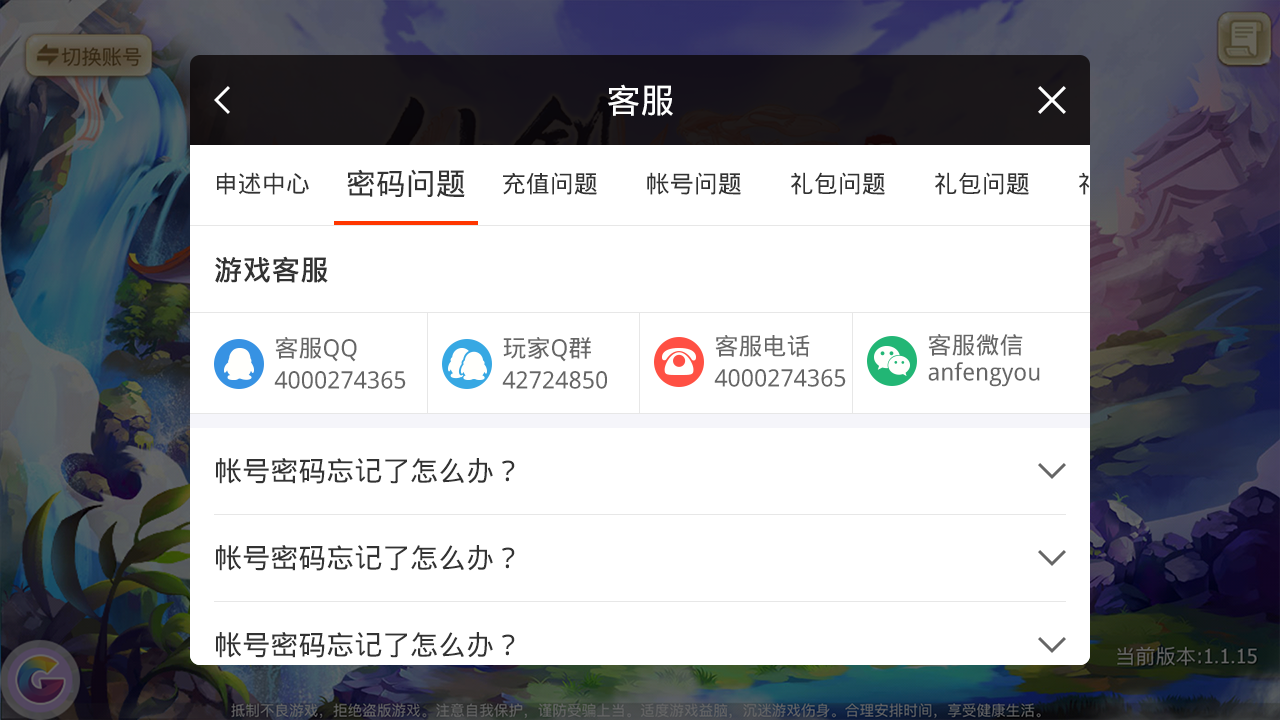 切换账号
客服
申述中心 密码问题 充值问题 帐号问题 礼包问题 礼包问题
游戏客服
客服QQ
4000274365
玩家Q群
42724850
客服电话
4000274365
客服微信
anfengyou
帐号密码忘记了怎么办？
帐号密码忘记了怎么办？
帐号密码忘记了怎么办？
当前版本:1.1.15
抵制不良游戏，拒绝盗版游戏。注意自我保护，谨防受骗上当。适度游戏益脑，沉迷游戏伤身。合理安排时间，享受健康生活。